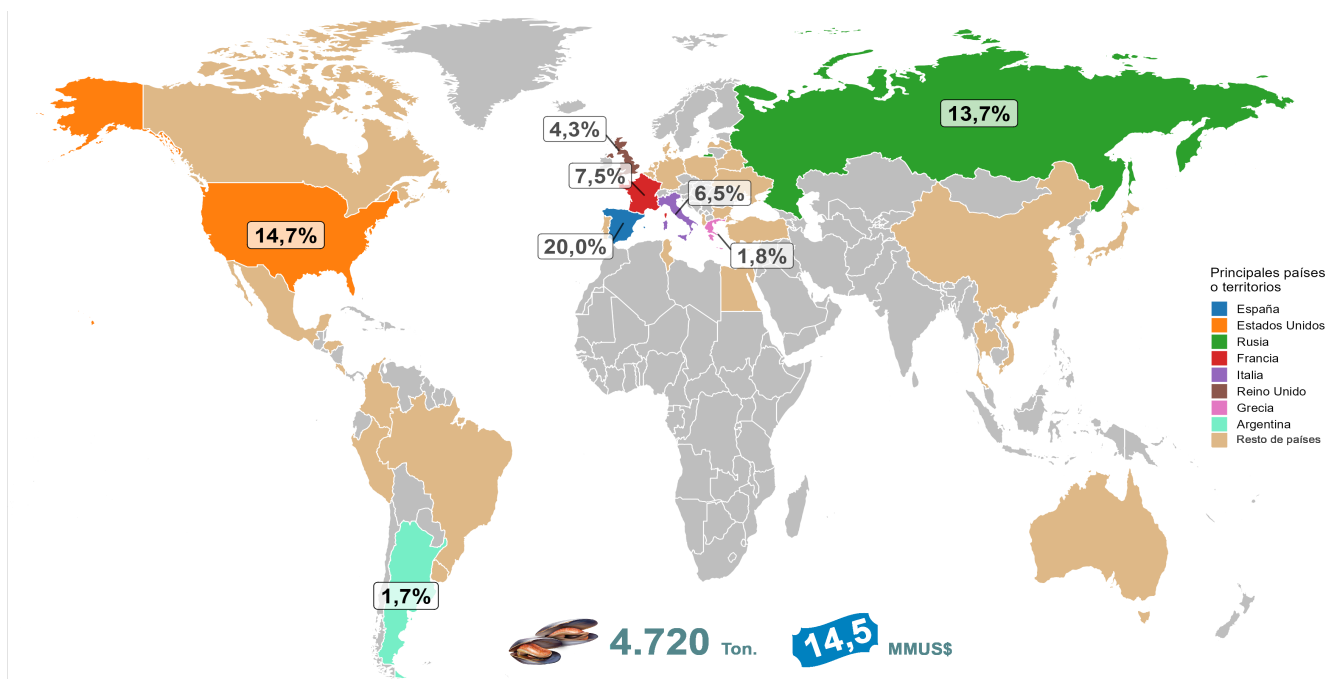 13,7%
4,3%
7,5%
6,5%
14,7%
20,0%
1,8%
Principales países
o territorios
España
Estados Unidos
Rusia
Francia
Italia
Reino Unido
Grecia
Argentina
Resto de países
1,7%
4.720 Ton.
14,5 MMUS$